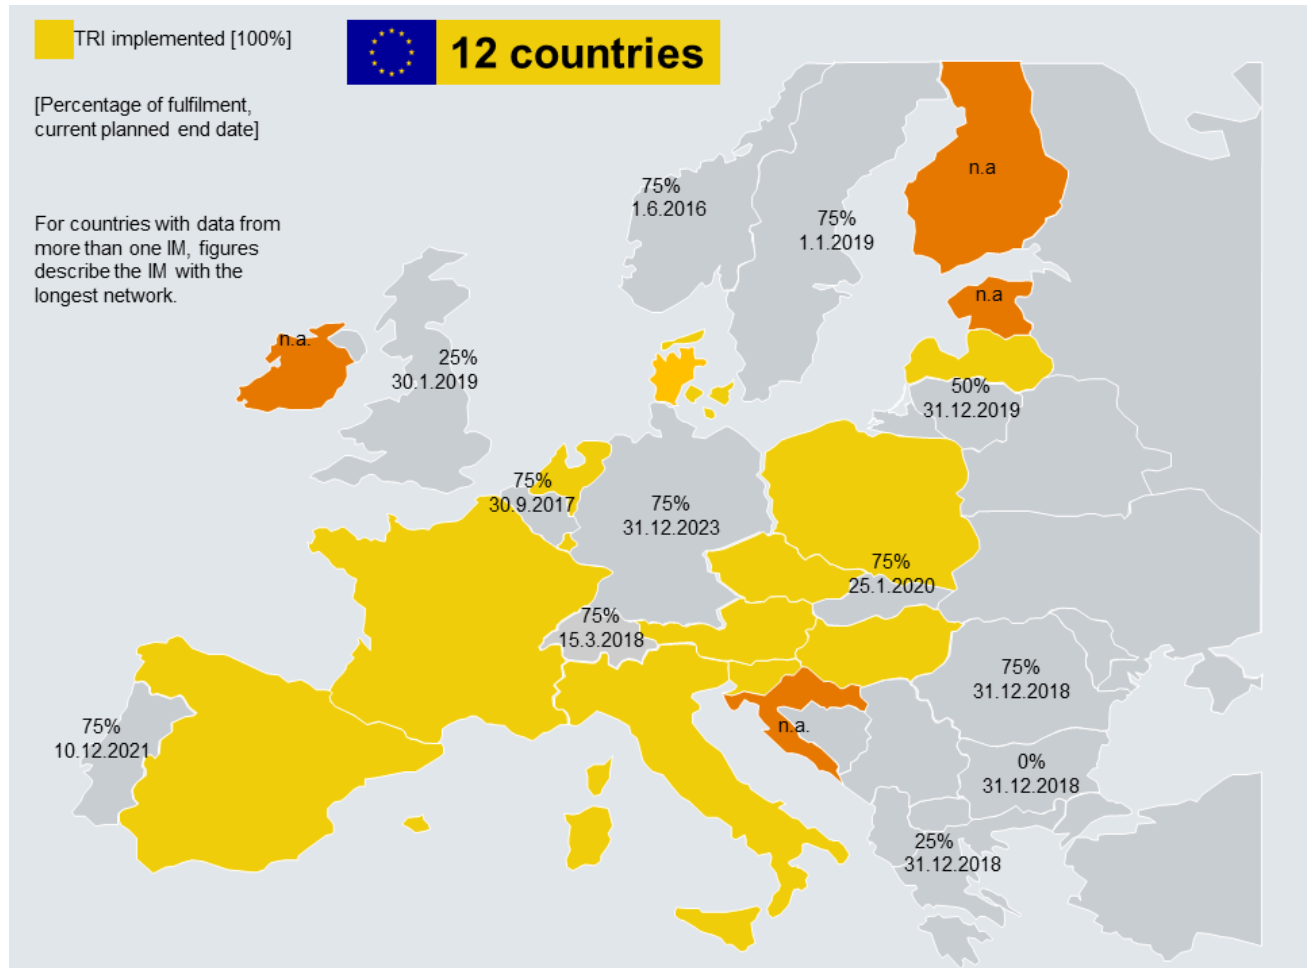 TRI implemented [100%]
12 countries
[Percentage of fulfilment,
current planned end date]
For countries with data from
more than one IM, figures
describe the IM with the
longest network.
n.a
75%
1.6.2016
75%
1.1.2019
n.a
n.a.
25%
30.1.2019
50%
31.12.2019
75%
30.9.2017
75%
31.12.2023
75%
25.1.2020
75%
15.3.2018
75%
31.12.2018
75%
10.12.2021
n.a.
0%
31.12.2018
25%
31.12.2018